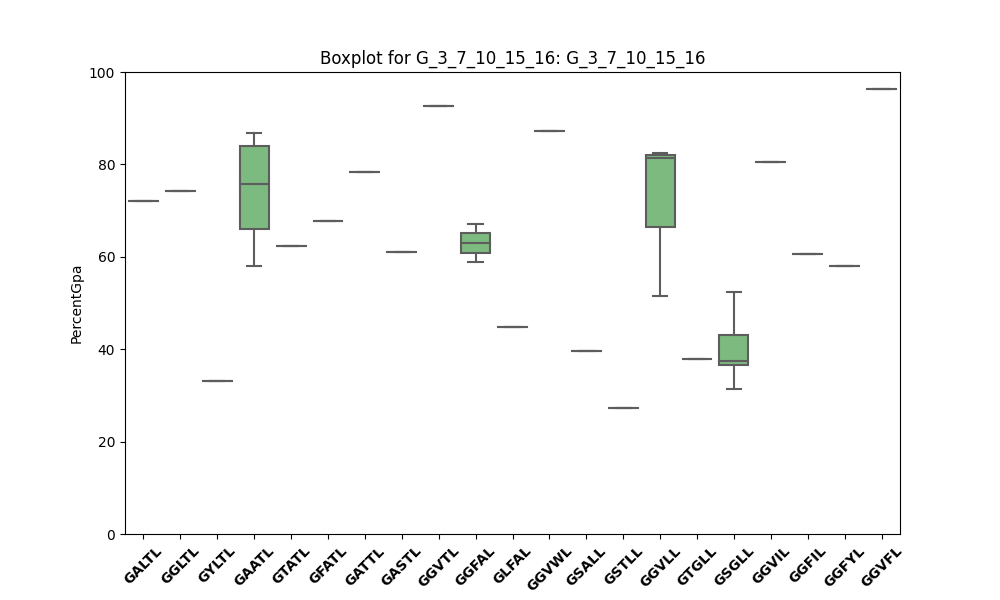 Boxplot for G_3_7_10_15_16: G_3_7_10_15_16
PercentGpa
100
80
60
40
20
0
GALTL
GGLTL
GYLTL
GAATL
GTATL
GFATL
GATTL
GASTL
GGVTL
GGFAL
GLFAL
GGVWL
GSALL
GSTLL
GGVLL
GTGLL
GSGLL
GGVIL
GGFIL
GGFYL
GGVFL